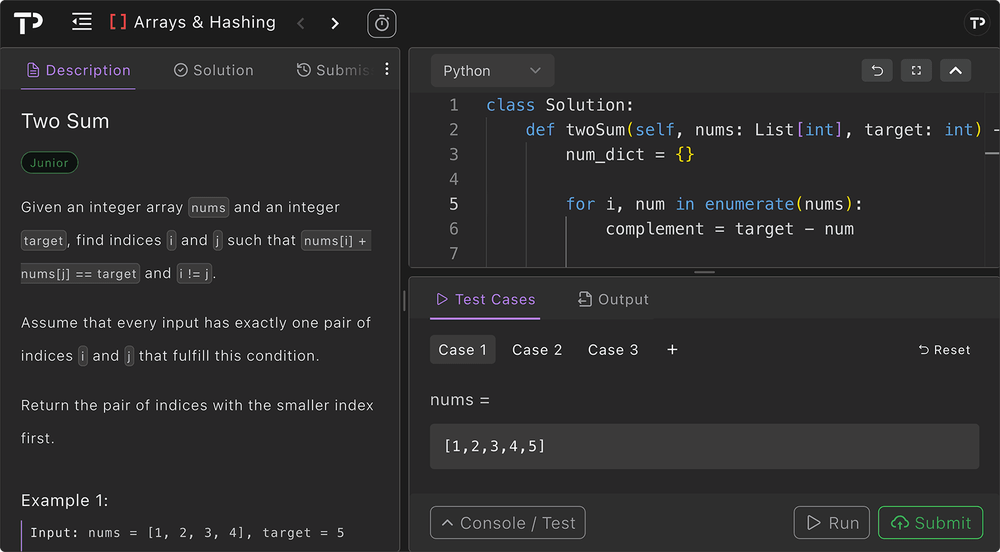 TP
[ ] Arrays & Hashing
TP
Description
Solution
Submis
Two Sum
Junior
Given an integer array nums and an integer
target, find indices i and j such that nums[i] +
nums[j] == target and i != j.
Assume that every input has exactly one pair of
indices i and j that fulfill this condition.
Return the pair of indices with the smaller index
first.
Example 1:
Input: nums = [1, 2, 3, 4], target = 5
Python
1 class Solution:
2 def twoSum(self, nums: List[int], target: int) -
3 num_dict = {}
4
5 for i, num in enumerate(nums):
6 complement = target - num
7
Test Cases
Output
Case 1 Case 2 Case 3 +
Reset
nums =
[1,2,3,4,5]
Console / Test
Run
Submit